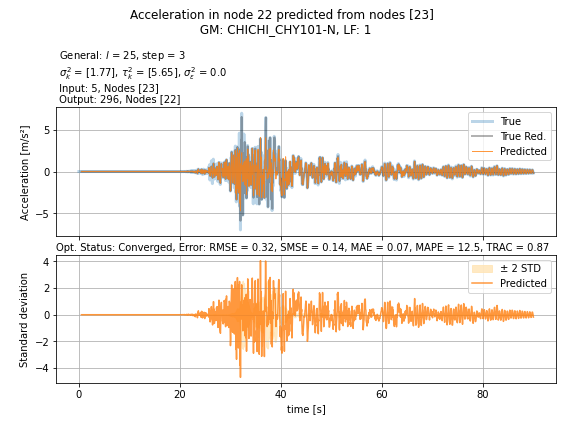 Acceleration in node 22 predicted from nodes [23]
GM: CHICHI_CHY101-N, LF: 1
General: l = 25, step = 3
σ²ₖ = [1.77], τ²ₖ = [5.65], σ²ε = 0.0
Input: 5, Nodes [23]
Output: 296, Nodes [22]
True
True Red.
Predicted
Acceleration [m/s²]
5
0
−5
Opt. Status: Converged, Error: RMSE = 0.32, SMSE = 0.14, MAE = 0.07, MAPE = 12.5, TRAC = 0.87
± 2 STD
Predicted
Standard deviation
4
2
0
−2
−4
0 20 40 60 80
time [s]